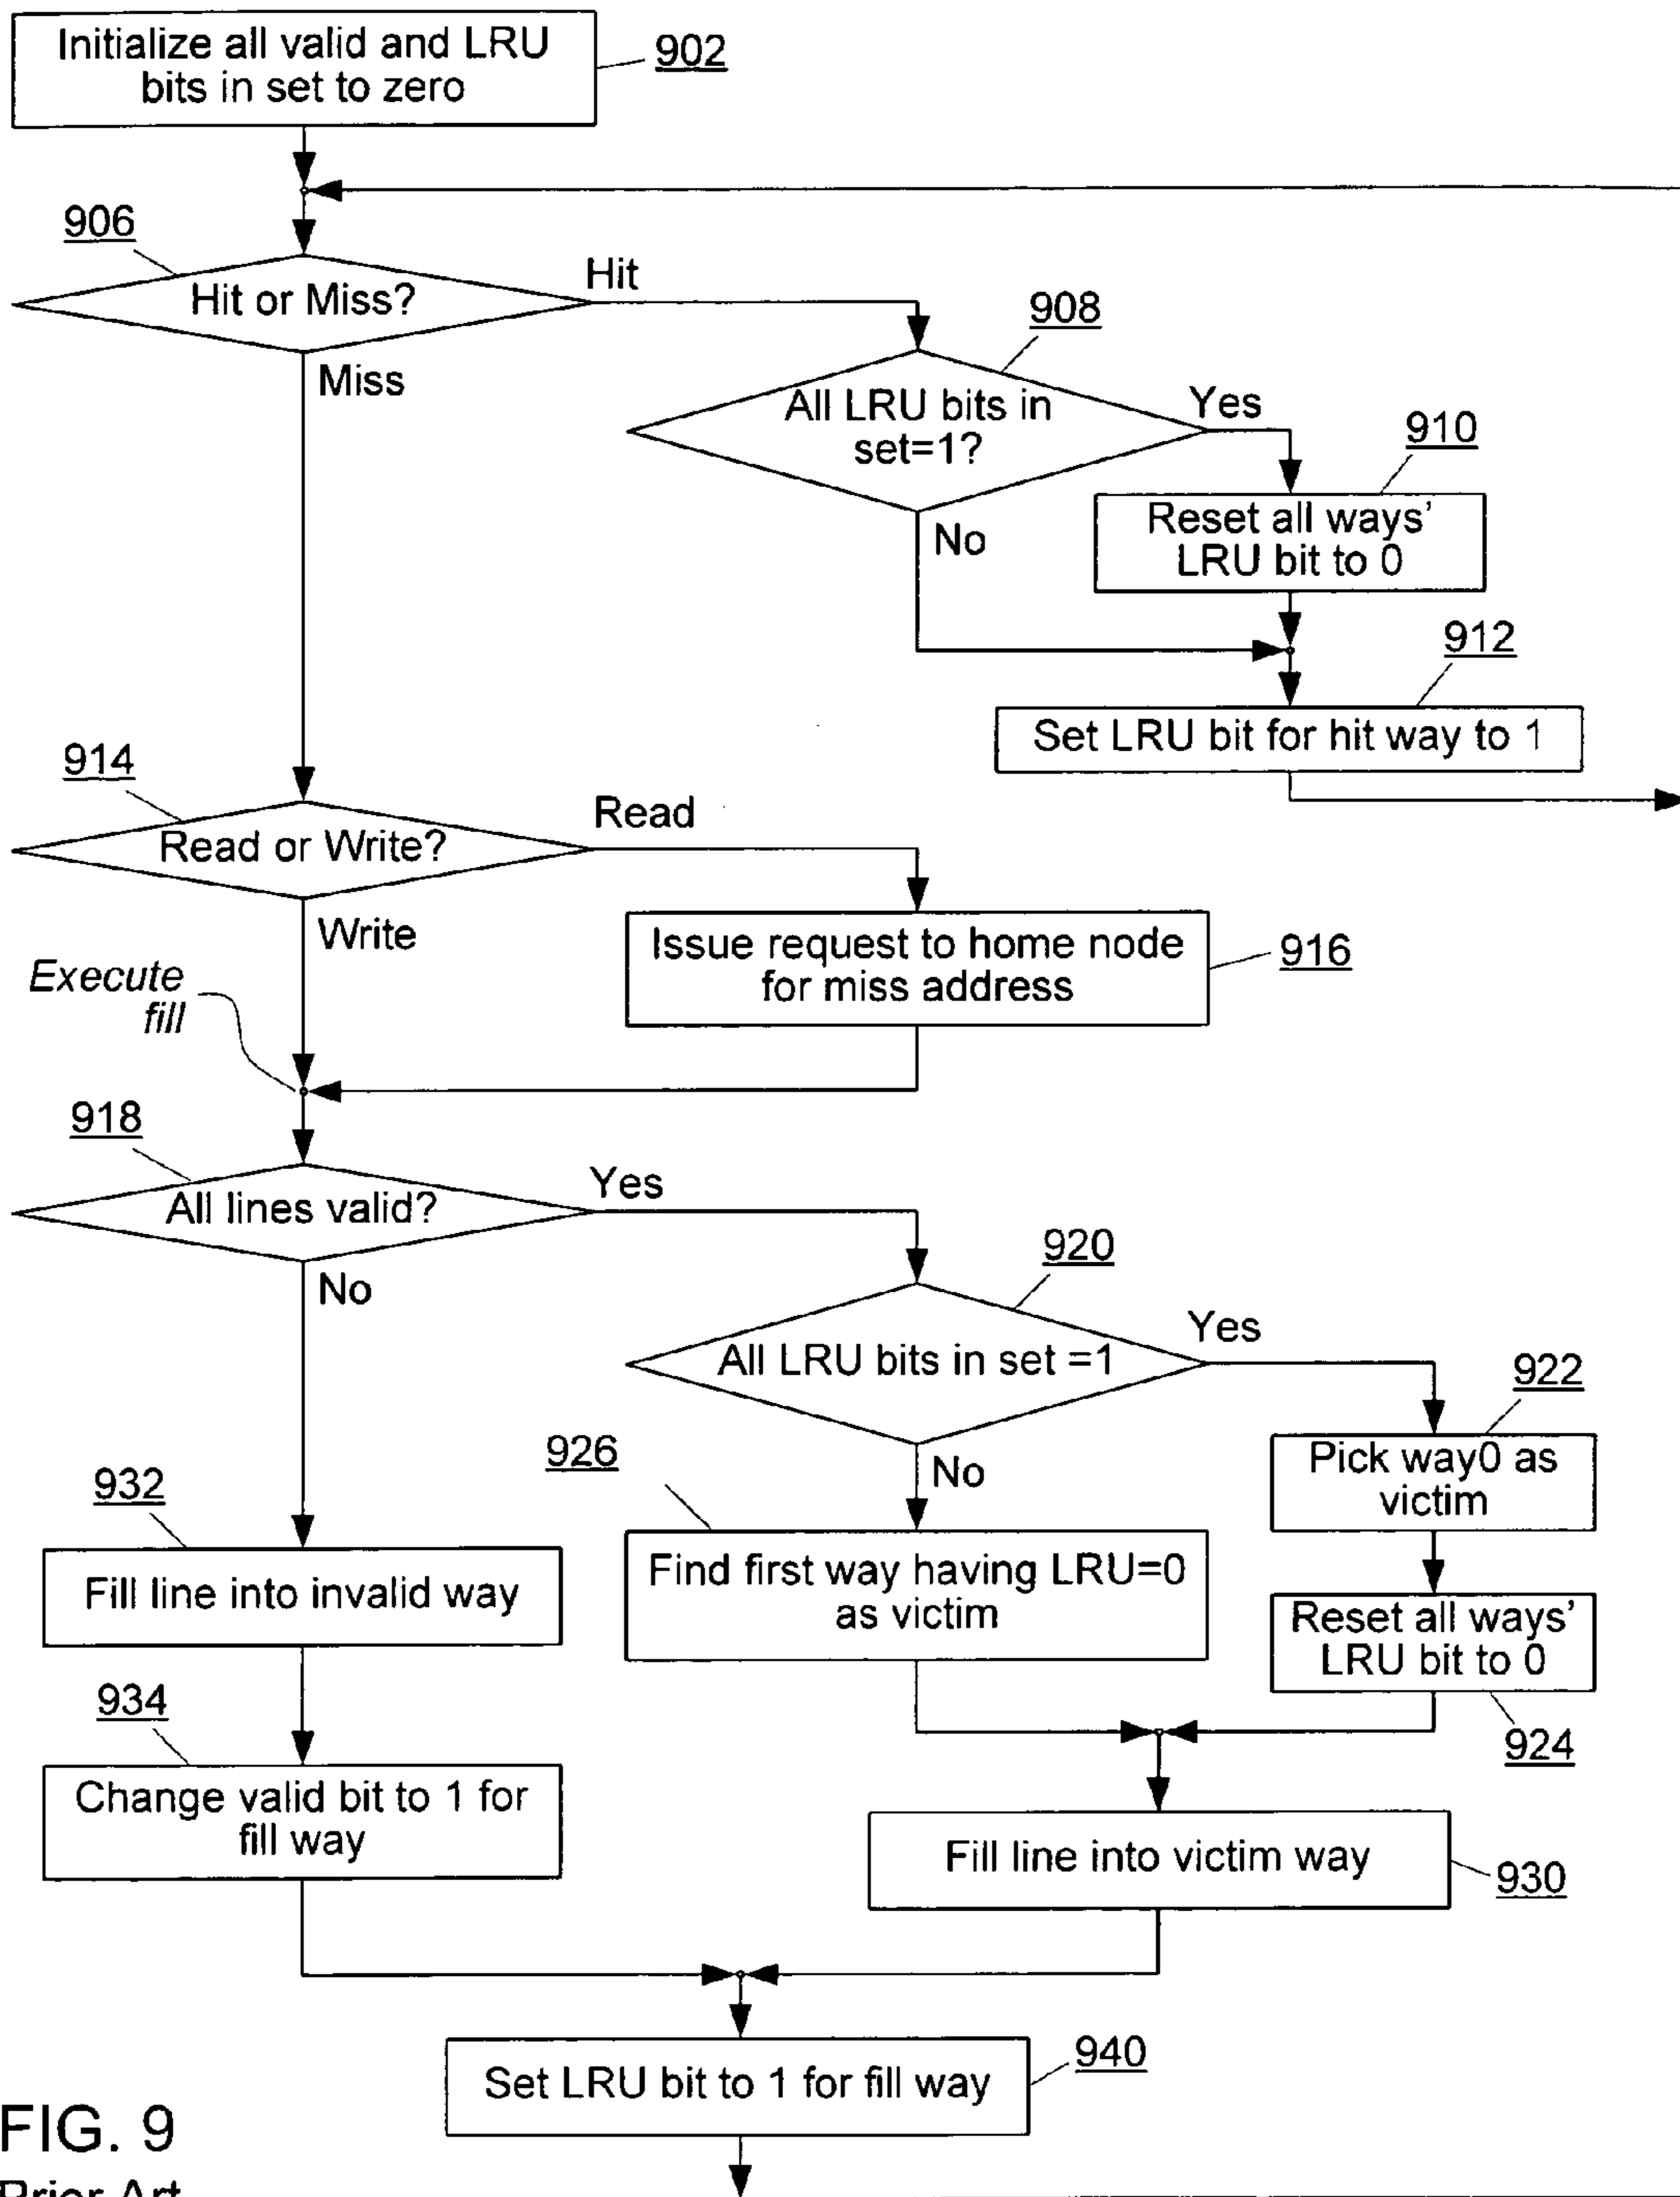 Initialize all valid and LRU
bits in set to zero
902
906
Hit or Miss?
Hit
Miss
908
All LRU bits in
set=1?
Yes
No
910
Reset all ways'
LRU bit to 0
912
Set LRU bit for hit way to 1
914
Read or Write?
Read
Write
Issue request to home node
for miss address
916
Execute
fill
918
All lines valid?
Yes
No
920
All LRU bits in set =1
Yes
No
922
Pick way0 as
victim
926
Find first way having LRU=0
as victim
Reset all ways'
LRU bit to 0
924
932
Fill line into invalid way
934
Change valid bit to 1 for
fill way
Fill line into victim way
930
Set LRU bit to 1 for fill way
940
FIG. 9
Prior Art